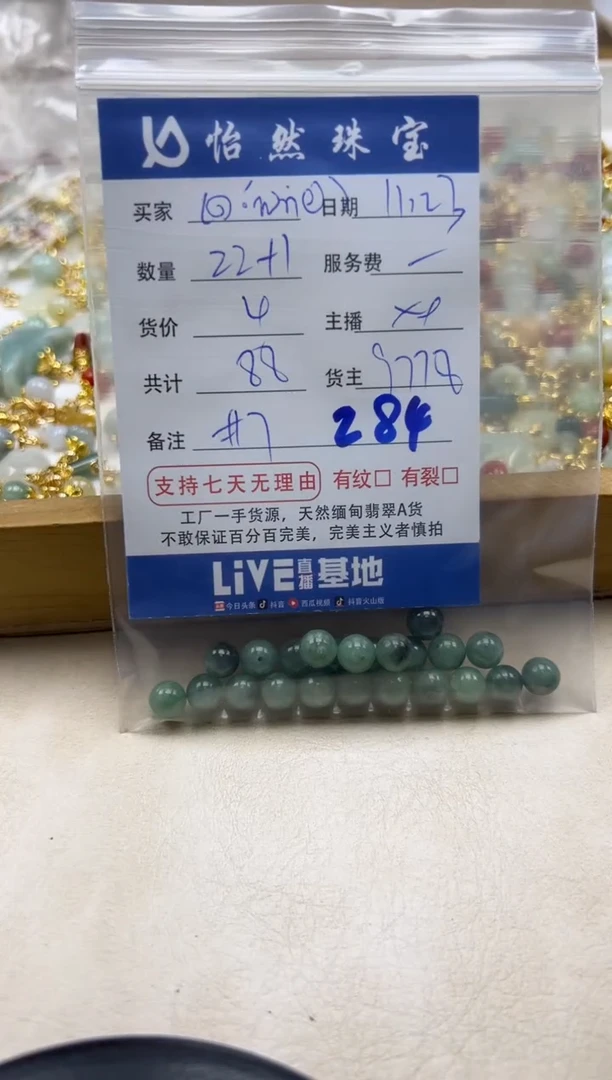 怡然珠宝
买家 日期 11.23
数量 22+1 服务费 —
货价 4 主播
共计 88 货主
备注 #7 284
支持七天无理由 有纹□ 有裂□
工厂一手货源，天然缅甸翡翠A货
不敢保证百分百完美，完美主义者慎拍
LiVE直播基地
今日头条 抖音 西瓜视频 抖音火山版